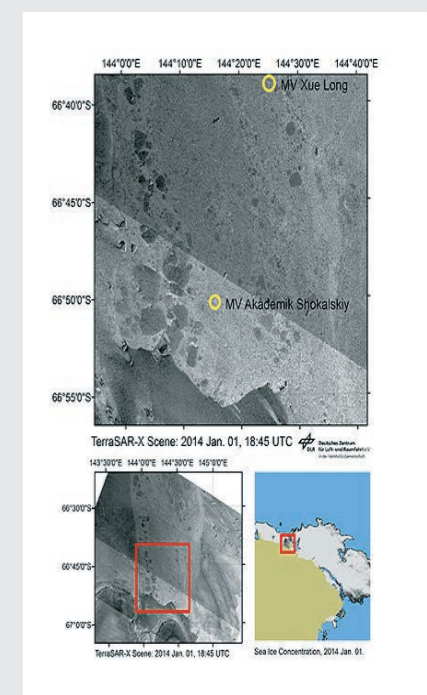 144°0'0"E 144°10'0"E 144°20'0"E 144°40'0"E
MV Xue Long
66°40'0"S
66°45'0"S
66°50'0"S
MV Akademik Shokalskiy
66°55'0"S
TerraSAR-X Scene: 2014 Jan. 01, 18:45 UTC
DLR
Deutsches Zentrum
für Luft- und Raumfahrt e.V.
in der Helmholtz-Gemeinschaft
143°30'0"E 144°0'0"E 144°30'0"E 145°0'0"E
66°30'0"S
66°45'0"S
67°0'0"S
TerraSAR-X Scene: 2014 Jan. 01, 18:45 UTC
Sea Ice Concentration, 2014 Jan. 01.